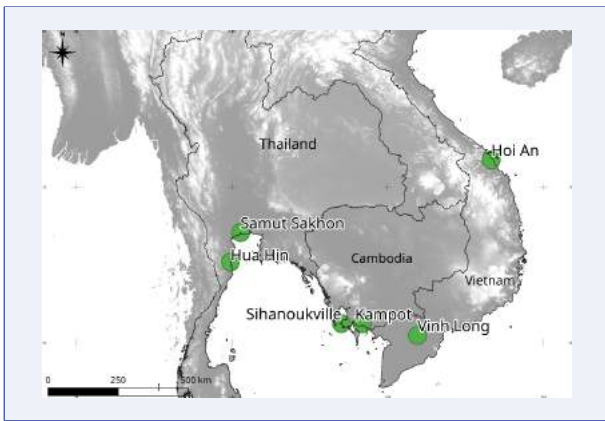 Hoi An
Thailand
Samut Sakhon
Hua Hin
Cambodia
Vietnam
Sihanoukville
Kampot
Vinh Long
0 250 500 km